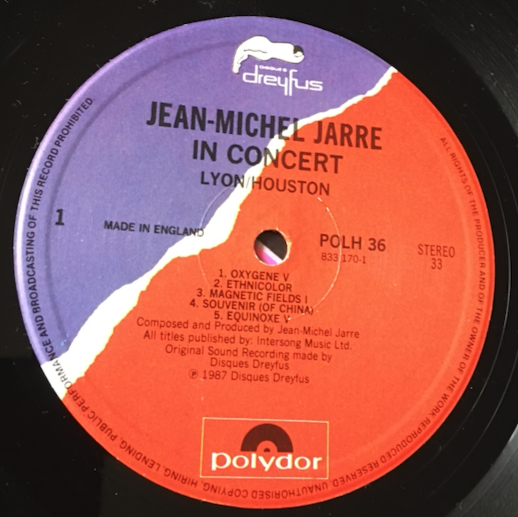 DISQUES
dreyfus
JEAN-MICHEL JARRE
IN CONCERT
LYON/HOUSTON
1
MADE IN ENGLAND
POLH 36
833 170-1
STEREO
33
1. OXYGENE V
2. ETHNICOLOR
3. MAGNETIC FIELDS I
4. SOUVENIR (OF CHINA)
5. EQUINOXE V
Composed and Produced by Jean-Michel Jarre
All titles published by: Intersong Music Ltd.
Original Sound Recording made by
Disques Dreyfus
℗ 1987 Disques Dreyfus
polydor
ALL RIGHTS OF THE PRODUCER AND OF THE OWNER OF THE WORK REPRODUCED RESERVED. UNAUTHORISED COPYING, HIRING, LENDING, PUBLIC PERFORMANCE AND BROADCASTING OF THIS RECORD PROHIBITED